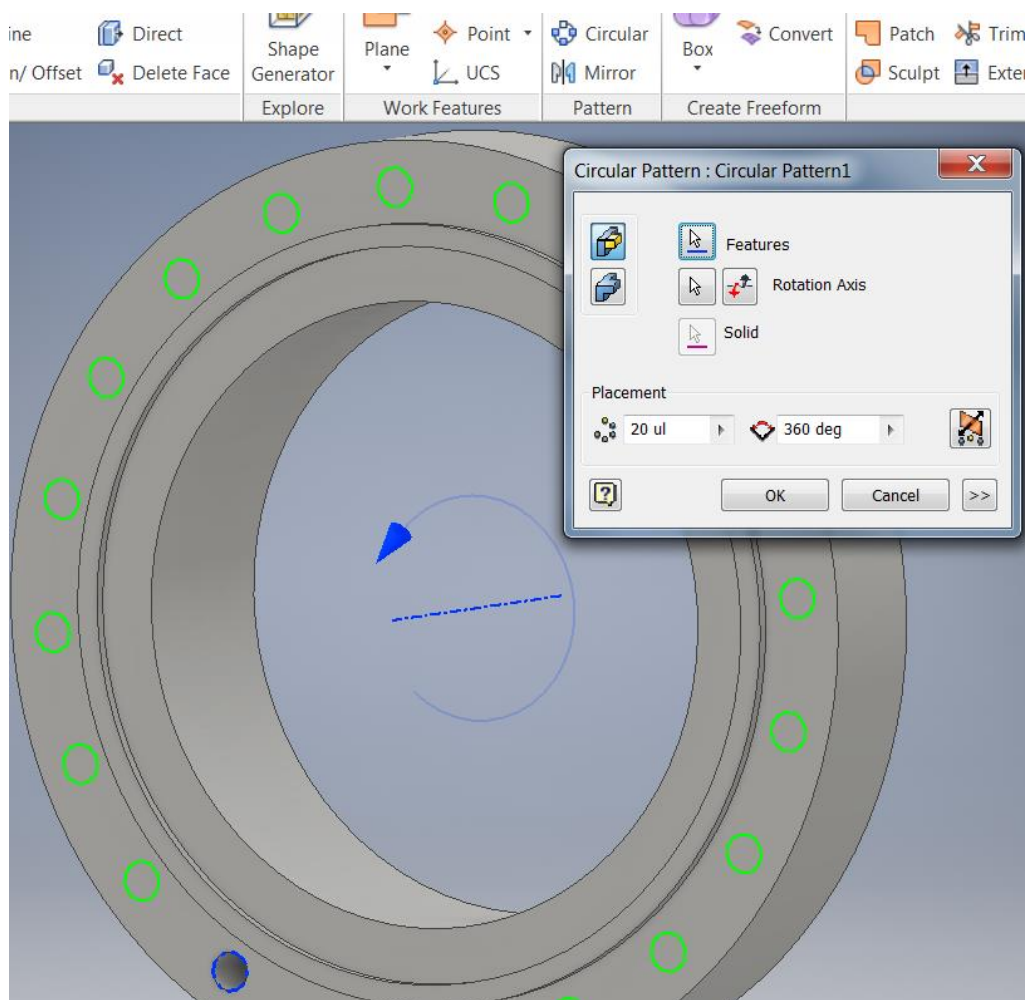 ine Direct Shape Generator Plane Point Circular Box Convert Patch Trim
n/ Offset Delete Face UCS Mirror Sculpt Exter
Explore Work Features Pattern Create Freeform
Circular Pattern : Circular Pattern1
Features
Rotation Axis
Solid
Placement
20 ul 360 deg
OK Cancel >>